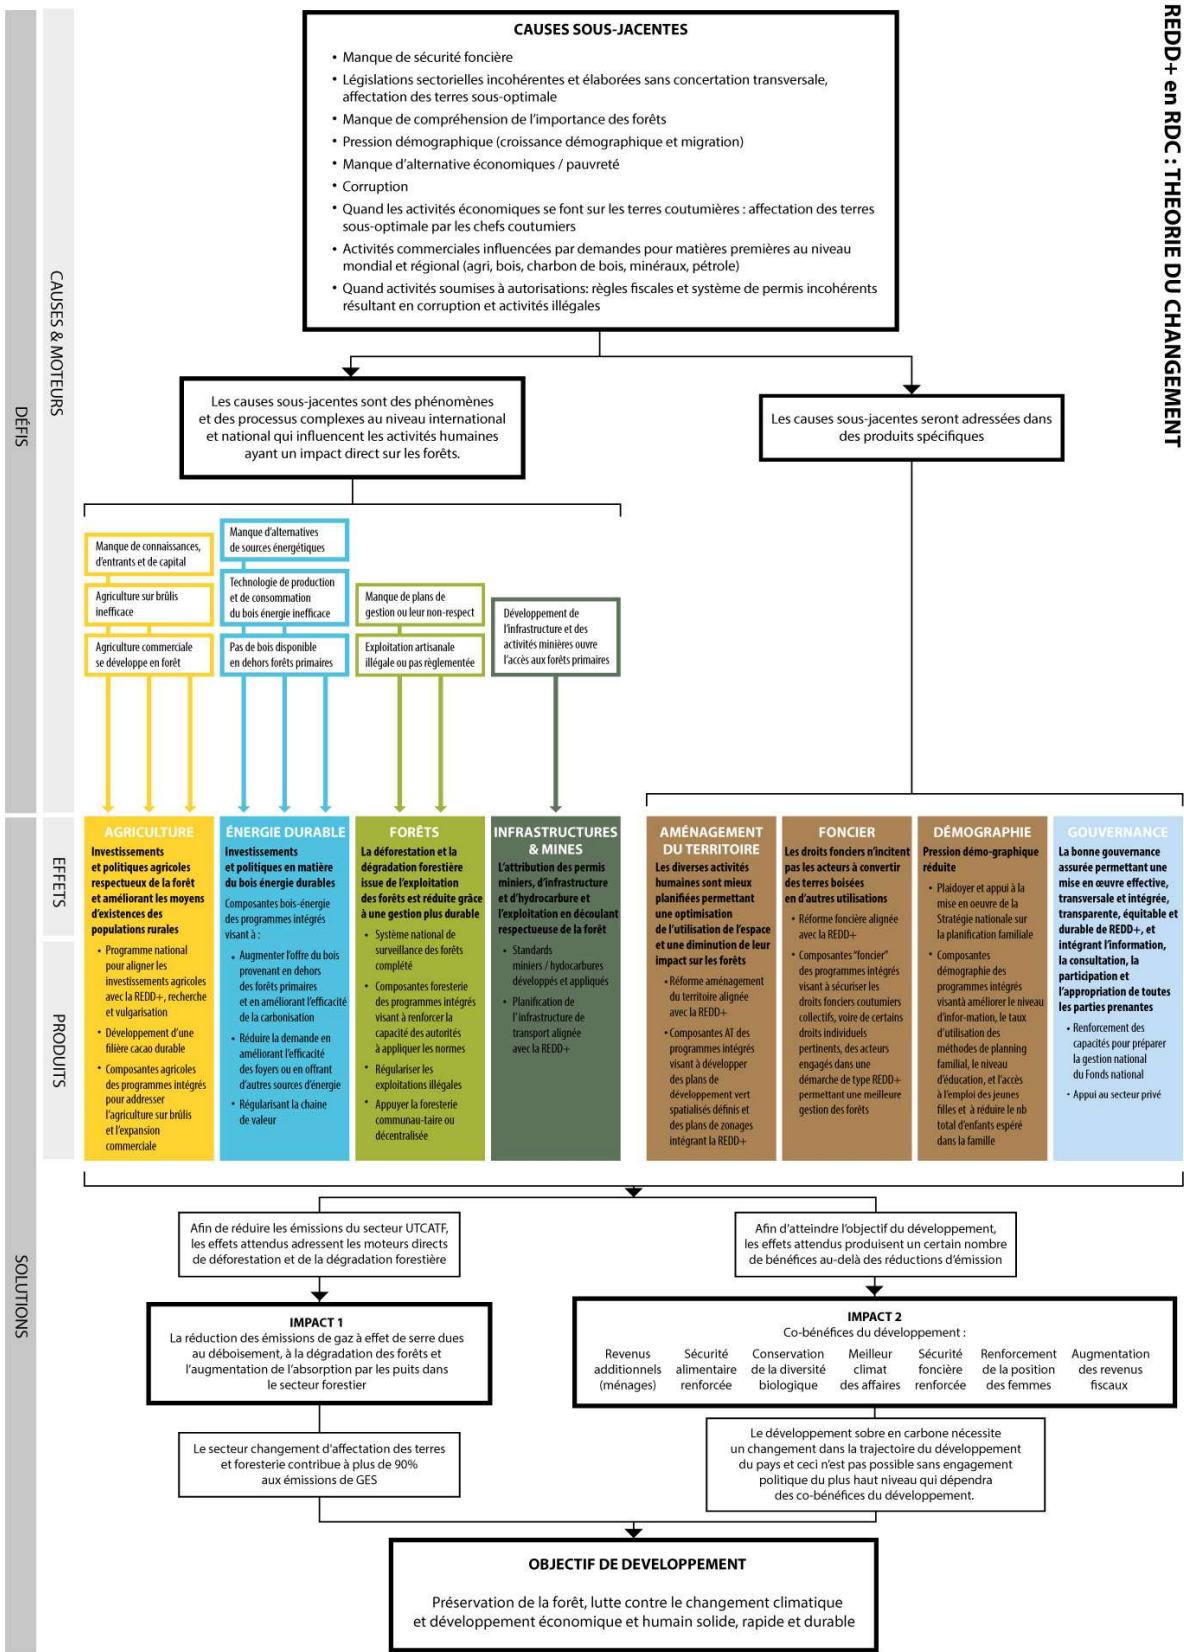 REDD+ en RDC : THEORIE DU CHANGEMENT
DÉFIS
CAUSES & MOTEURS
CAUSES SOUS-JACENTES
• Manque de sécurité foncière
• Législations sectorielles incohérentes et élaborées sans concertation transversale,
affectation des terres sous-optimale
• Manque de compréhension de l'importance des forêts
• Pression démographique (croissance démographique et migration)
• Manque d'alternative économiques / pauvreté
• Corruption
• Quand les activités économiques se font sur les terres coutumières : affectation des terres
sous-optimale par les chefs coutumiers
• Activités commerciales influencées par demandes pour matières premières au niveau
mondial et régional (agri, bois, charbon de bois, minéraux, pétrole)
• Quand activités soumises à autorisations: règles fiscales et système de permis incohérents
résultant en corruption et activités illégales
Les causes sous-jacentes sont des phénomènes
et des processus complexes au niveau international
et national qui influencent les activités humaines
ayant un impact direct sur les forêts.
Les causes sous-jacentes seront adressées dans
des produits spécifiques
Manque de connaissances,
d'entrants et de capital
Agriculture sur brûlis
inefficace
Agriculture commerciale
se développe en forêt
Manque d'alternatives
de sources énergétiques
Technologie de production
et de consommation
du bois énergie inefficace
Pas de bois disponible
en dehors forêts primaires
Manque de plans de
gestion ou leur non-respect
Exploitation artisanale
illégale ou pas règlementée
Développement de
l'infrastructure et des
activités minières ouvre
l'accès aux forêts primaires
SOLUTIONS
EFFETS
PRODUITS
AGRICULTURE
Investissements
et politiques agricoles
respectueux de la forêt
et améliorant les moyens
d'existences des
populations rurales
• Programme national
pour aligner les
investissements agricoles
avec la REDD+, recherche
et vulgarisation
• Développement d'une
filière cacao durable
• Composantes agricoles
des programmes intégrés
pour addresser
l'agriculture sur brûlis
et l'expansion
commerciale
ÉNERGIE DURABLE
Investissements
et politiques en matière
du bois énergie durables
Composantes bois-énergie
des programmes intégrés
visant à :
• Augmenter l'offre du bois
provenant en dehors
des forêts primaires
et en améliorant l'efficacité
de la carbonisation
• Réduire la demande en
améliorant l'efficacité
des foyers ou en offrant
d'autres sources d'énergie
• Régularisant la chaine
de valeur
FORÊTS
La déforestation et la
dégradation forestière
issue de l'exploitation
des forêts est réduite grâce
à une gestion plus durable
• Système national de
surveillance des forêts
complété
• Composantes foresterie
des programmes intégrés
visant à renforcer la
capacité des autorités
à appliquer les normes
• Régulariser les
exploitations illégales
• Appuyer la foresterie
communau-taire ou
décentralisée
INFRASTRUCTURES
& MINES
L'attribution des permis
miniers, d'infrastructure
et d'hydrocarbure et
l'exploitation en découlant
respectueuse de la forêt
• Standards
miniers / hydocarbures
développés et appliqués
• Planification de
l'infrastructure de
transport alignée
avec la REDD+
AMÉNAGEMENT
DU TERRITOIRE
Les diverses activités
humaines sont mieux
planifiées permettant
une optimisation
de l'utilisation de l'espace
et une diminution de leur
impact sur les forêts
• Réforme aménagement
du territoire alignée
avec la REDD+
• Composantes AT des
programmes intégrés
visant à développer
des plans de
développement vert
spatialisés définis et
des plans de zonages
intégrant la REDD+
FONCIER
Les droits fonciers n'incitent
pas les acteurs à convertir
des terres boisées
en d'autres utilisations
• Réforme foncière alignée
avec la REDD+
• Composantes "foncier"
des programmes intégrés
visant à sécuriser les
droits fonciers coutumiers
collectifs, voire de certains
droits individuels
pertinents, des acteurs
engagés dans une
démarche de type REDD+
permettant une meilleure
gestion des forêts
DÉMOGRAPHIE
Pression démo-graphique
réduite
• Plaidoyer et appui à la
mise en oeuvre de la
Stratégie nationale sur
la planification familiale
• Composantes
démographie des
programmes intégrés
visantà améliorer le niveau
d'infor-mation, le taux
d'utilisation des
méthodes de planning
familial, le niveau
d'éducation, et l'accès
à l'emploi des jeunes
filles et à réduire le nb
total d'enfants espéré
dans la famille
GOUVERNANCE
La bonne gouvernance
assurée permettant une
mise en œuvre effective,
transversale et intégrée,
transparente, équitable et
durable de REDD+, et
intégrant l'information,
la consultation, la
participation et
l'appropriation de toutes
les parties prenantes
• Renforcement des
capacités pour préparer
la gestion national
du Fonds national
• Appui au secteur privé
Afin de réduire les émissions du secteur UTCATF,
les effets attendus adressent les moteurs directs
de déforestation et de la dégradation forestière
Afin d'atteindre l'objectif du développement,
les effets attendus produisent un certain nombre
de bénéfices au-delà des réductions d'émission
IMPACT 1
La réduction des émissions de gaz à effet de serre dues
au déboisement, à la dégradation des forêts et
l'augmentation de l'absorption par les puits dans
le secteur forestier
IMPACT 2
Co-bénéfices du développement :
Revenus
additionnels
(ménages)
Sécurité
alimentaire
renforcée
Conservation
de la diversité
biologique
Meilleur
climat
des affaires
Sécurité
foncière
renforcée
Renforcement
de la position
des femmes
Augmentation
des revenus
fiscaux
Le secteur changement d'affectation des terres
et foresterie contribue à plus de 90%
aux émissions de GES
Le développement sobre en carbone nécessite
un changement dans la trajectoire du développement
du pays et ceci n'est pas possible sans engagement
politique du plus haut niveau qui dépendra
des co-bénéfices du développement.
OBJECTIF DE DEVELOPPEMENT
Préservation de la forêt, lutte contre le changement climatique
et développement économique et humain solide, rapide et durable